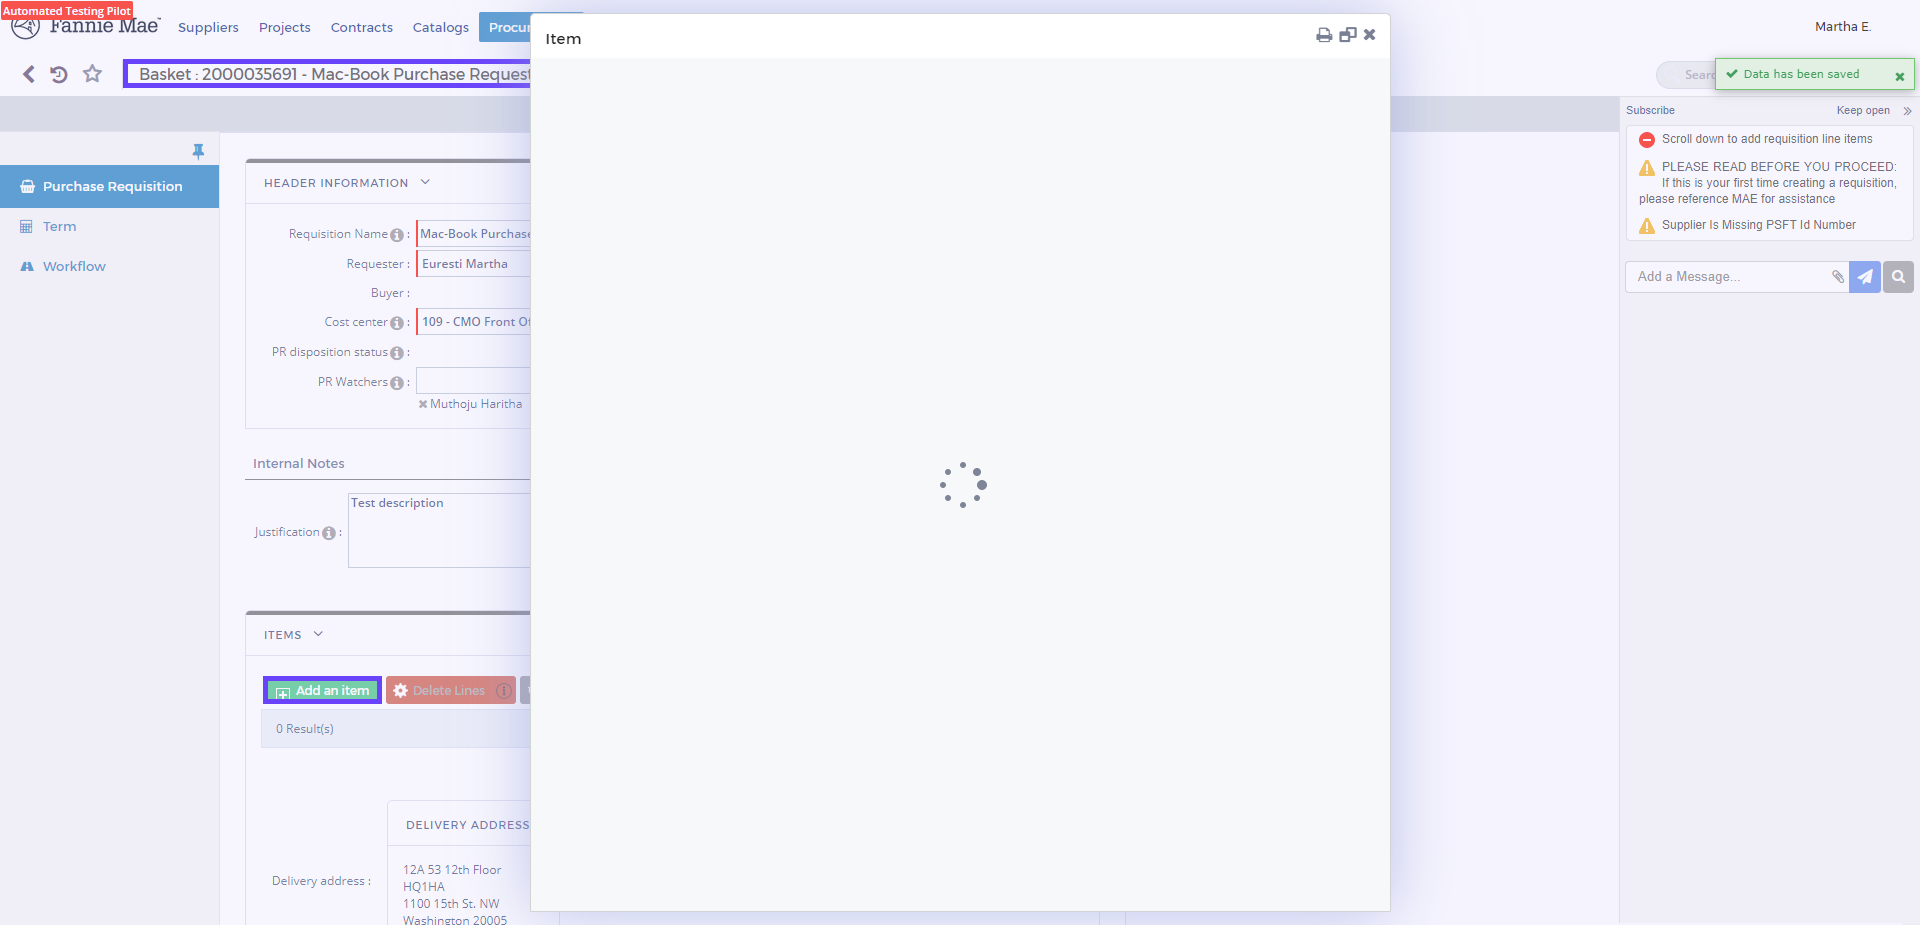 Automated Testing Pilot
Fannie Mae
Suppliers
Projects
Contracts
Catalogs
Martha E.
Basket : 2000035691 - Mac-Book Purchase
Data has been saved
Item
Subscribe
Keep open
Scroll down to add requisition line items
PLEASE READ BEFORE YOU PROCEED:
If this is your first time creating a requisition,
please reference MAE for assistance
Supplier Is Missing PSFT Id Number
Add a Message...
Purchase Requisition
Term
Workflow
HEADER INFORMATION
Requisition Name : Mac-Book Purchase
Requester : Euresti Martha
Buyer :
Cost center : 109 - CMO Front
PR disposition status :
PR Watchers :
Muthoju Haritha
Internal Notes
Test description
Justification :
ITEMS
Add an item
Delete Lines
0 Result(s)
DELIVERY ADDRESS
Delivery address :
12A 53 12th Floor
HQ1HA
1100 15th St. NW
Washington 20005